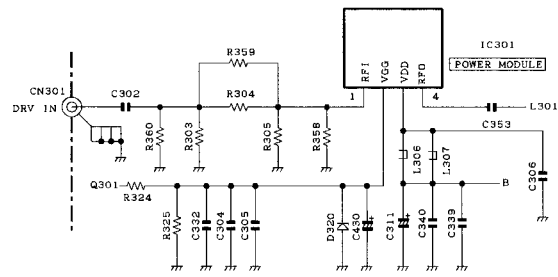 R359
IC301
POWER MODULE
RFI
VGG
VDD
RFO
1
4
CN301
DRV IN
C302
R304
L301
C353
R360
R303
R305
R358
L306
L307
C306
Q301
R324
B
R325
C332
C304
C305
D320
C430
+
C311
+
C340
C339